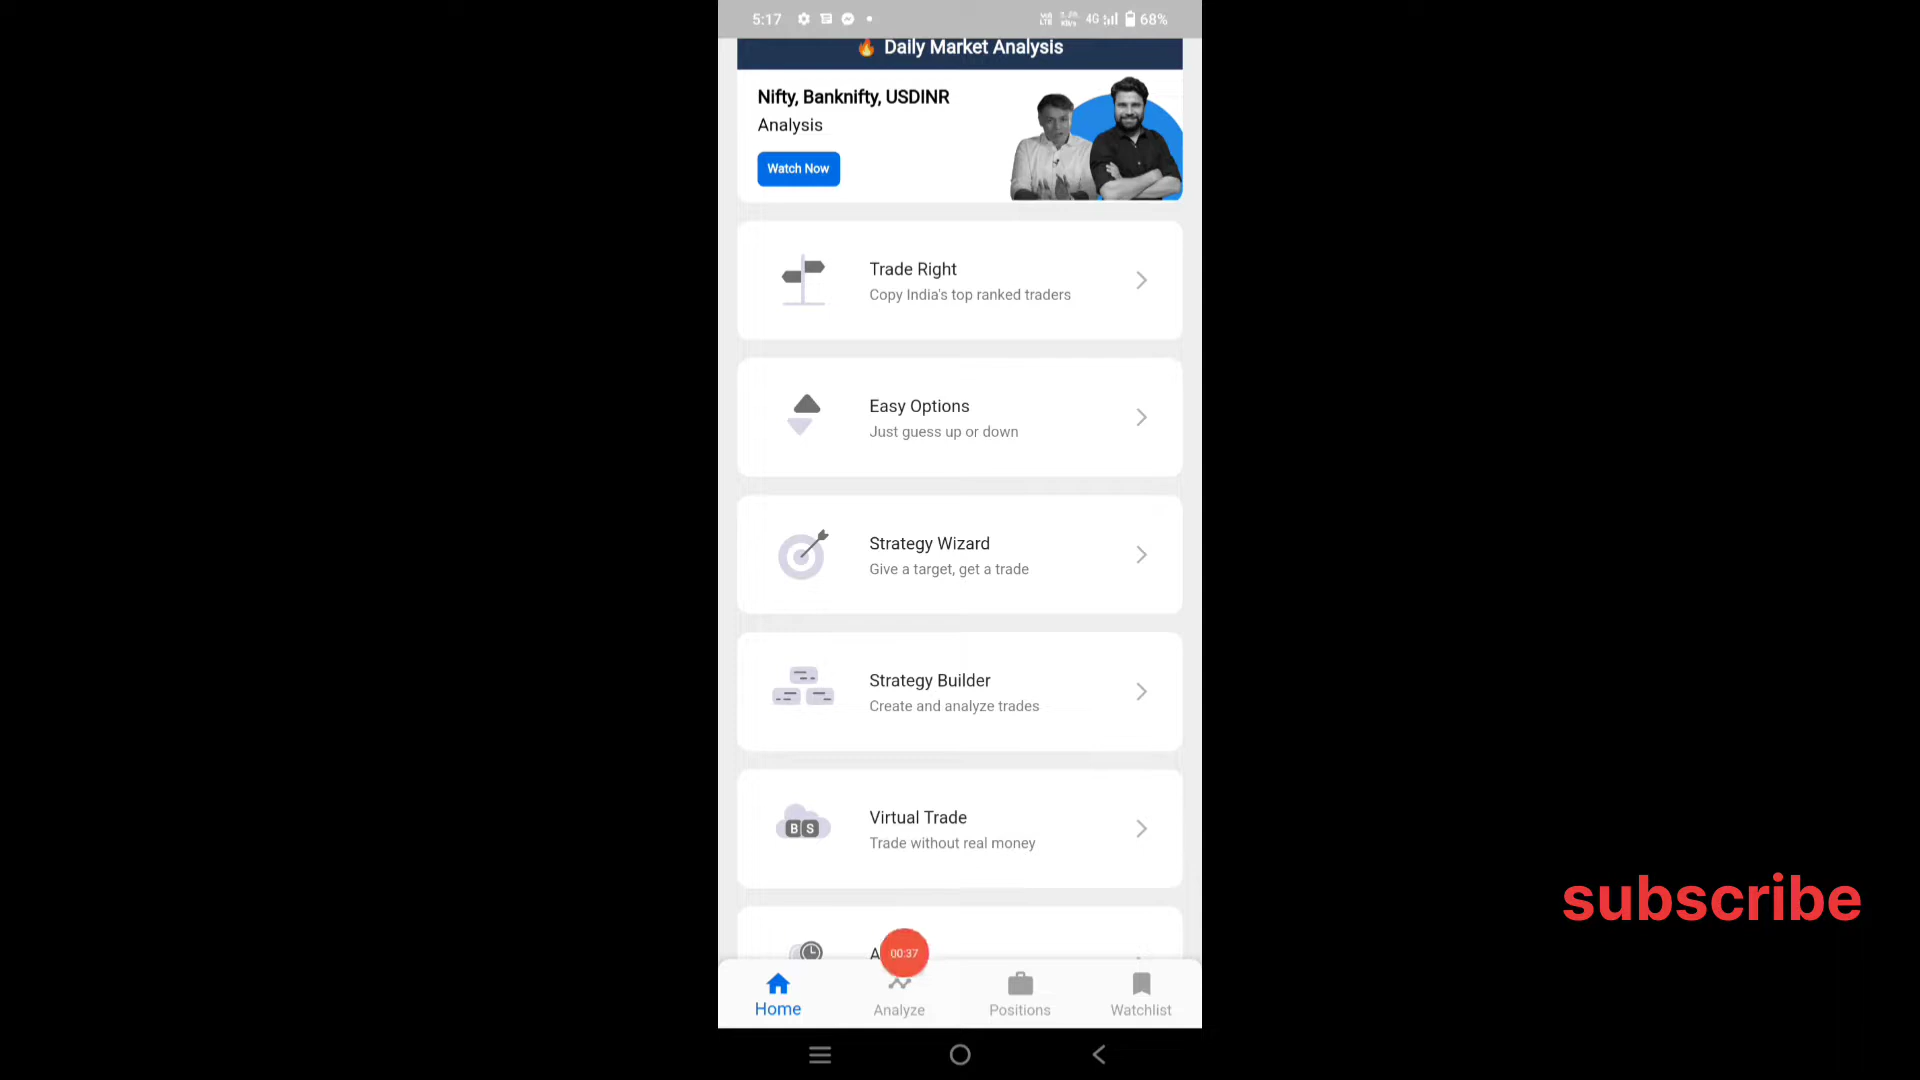 5:17
4G 68%
Daily Market Analysis
Nifty, Banknifty, USDINR
Analysis
Watch Now
Trade Right
Copy India's top ranked traders
Easy Options
Just guess up or down
Strategy Wizard
Give a target, get a trade
Strategy Builder
Create and analyze trades
Virtual Trade
B S
Trade without real money
subscribe
A
00:37
Home
Analyze
Positions
Watchlist